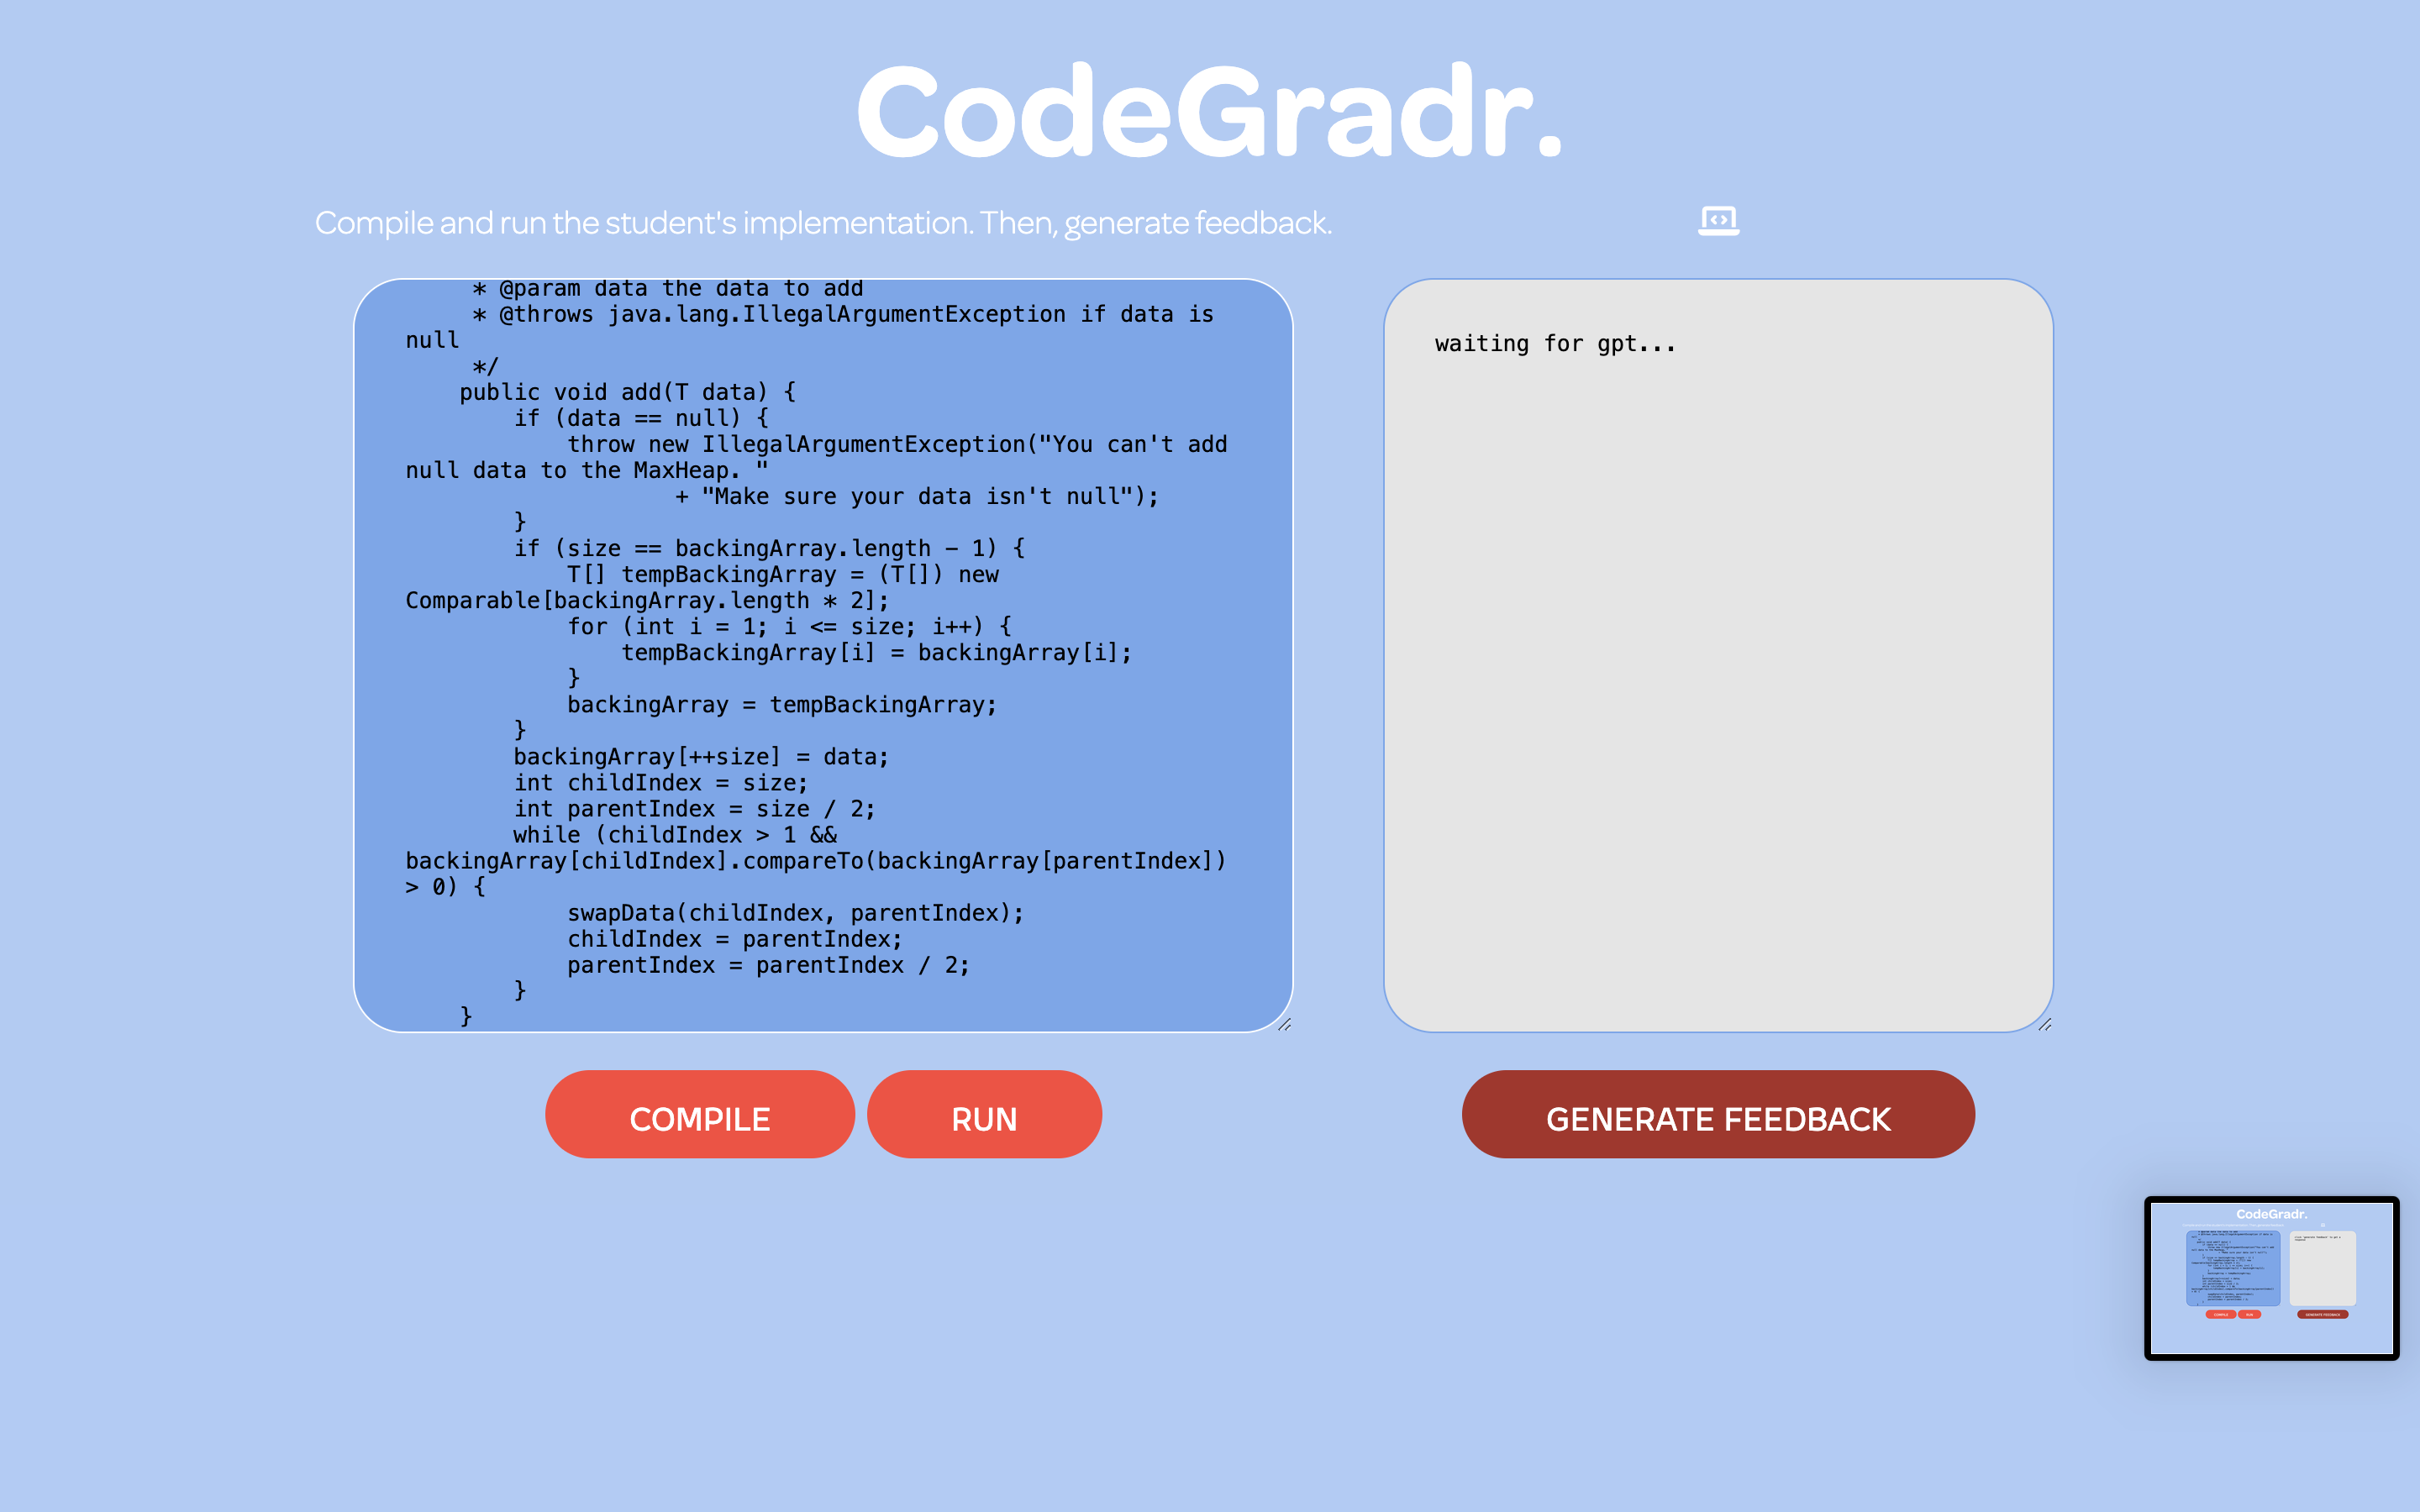 CodeGradr.
Compile and run the student's implementation. Then, generate feedback.
* @param data the data to add
* @throws java.lang.IllegalArgumentException if data is
null
*/
public void add(T data) {
if (data == null) {
throw new IllegalArgumentException("You can't add
null data to the MaxHeap. "
+ "Make sure your data isn't null");
}
if (size == backingArray.length - 1) {
T[] tempBackingArray = (T[]) new
Comparable[backingArray.length * 2];
for (int i = 1; i <= size; i++) {
tempBackingArray[i] = backingArray[i];
}
backingArray = tempBackingArray;
}
backingArray[++size] = data;
int childIndex = size;
int parentIndex = size / 2;
while (childIndex > 1 &&
backingArray[childIndex].compareTo(backingArray[parentIndex])
> 0) {
swapData(childIndex, parentIndex);
childIndex = parentIndex;
parentIndex = parentIndex / 2;
}
}
waiting for gpt...
COMPILE
RUN
GENERATE FEEDBACK
CodeGradr.
COMPILE
RUN
GENERATE FEEDBACK